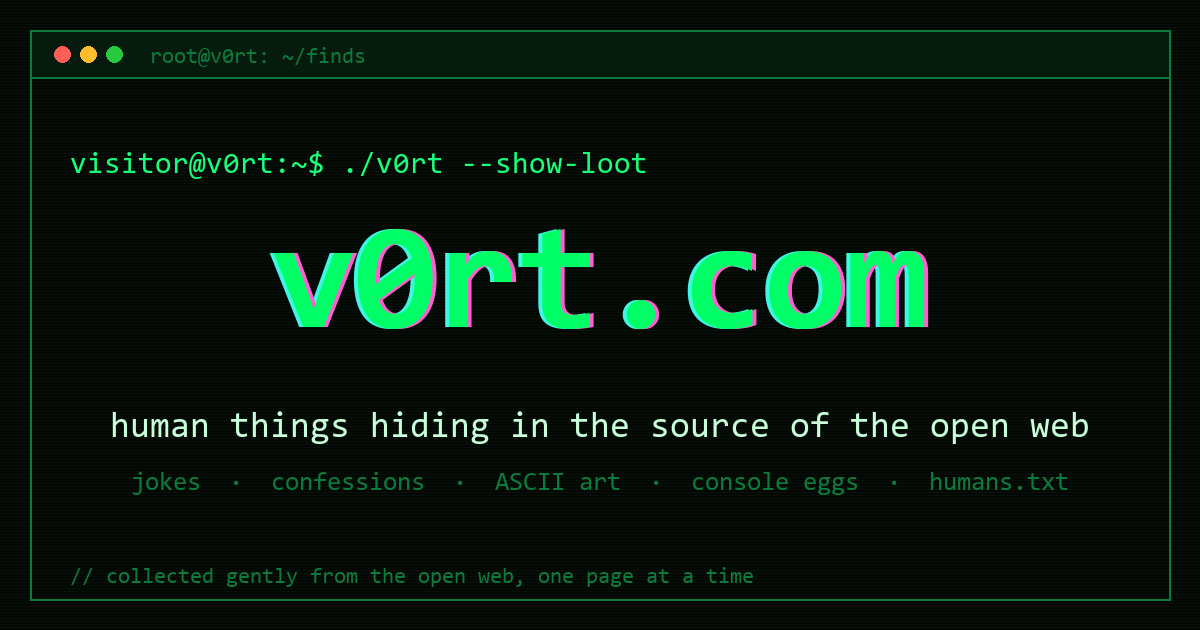 root@v0rt: ~/finds
visitor@v0rt:~$ ./v0rt --show-loot
v0rt.com
human things hiding in the source of the open web
jokes · confessions · ASCII art · console eggs · humans.txt
// collected gently from the open web, one page at a time